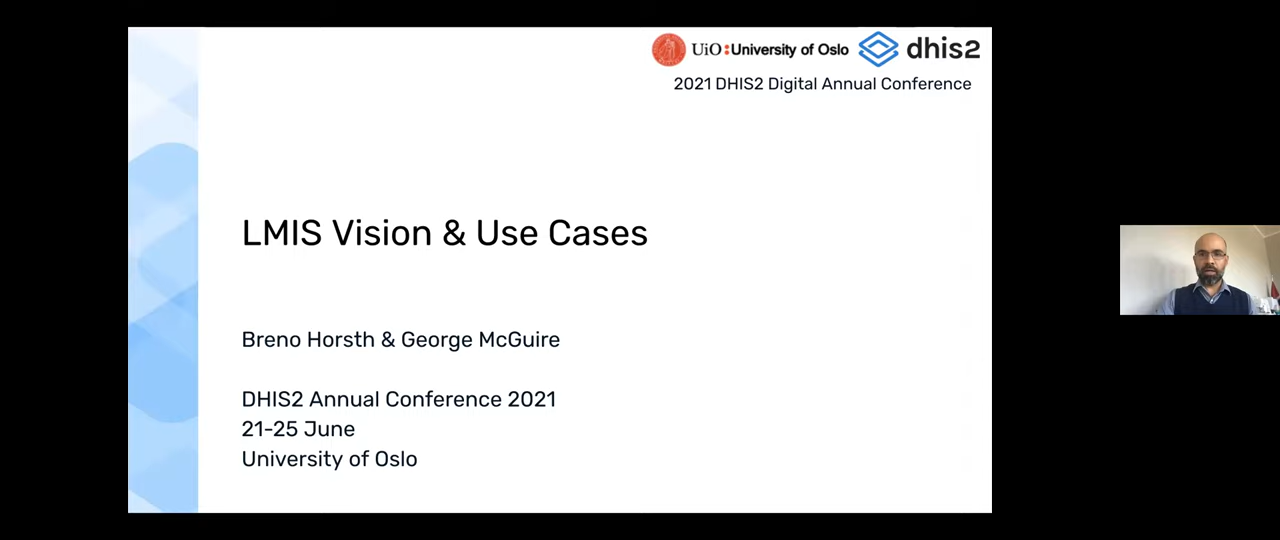 UiO:University of Oslo dhis2
2021 DHIS2 Digital Annual Conference
LMIS Vision & Use Cases
Breno Horsth & George McGuire
DHIS2 Annual Conference 2021
21-25 June
University of Oslo